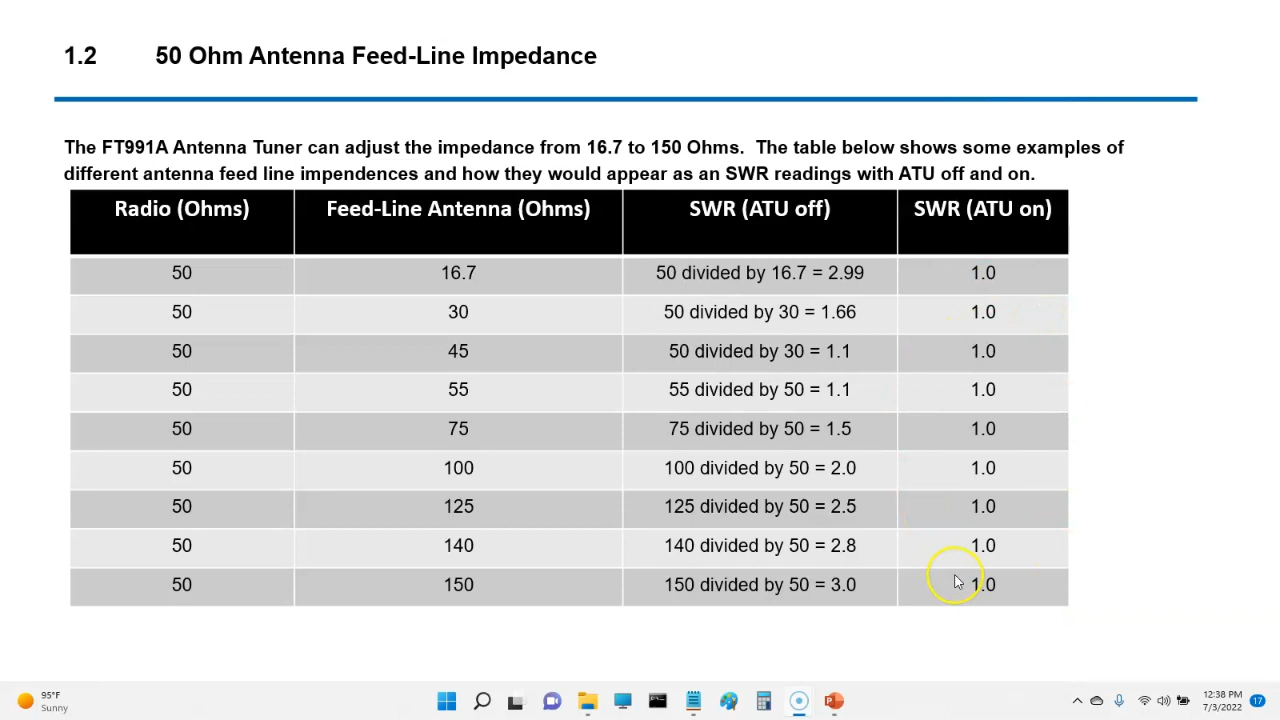 1.2 50 Ohm Antenna Feed-Line Impedance
The FT991A Antenna Tuner can adjust the impedance from 16.7 to 150 Ohms. The table below shows some examples of
different antenna feed line impendences and how they would appear as an SWR readings with ATU off and on.
Radio (Ohms) Feed-Line Antenna (Ohms) SWR (ATU off) SWR (ATU on)
50 16.7 50 divided by 16.7 = 2.99 1.0
50 30 50 divided by 30 = 1.66 1.0
50 45 50 divided by 30 = 1.1 1.0
50 55 55 divided by 50 = 1.1 1.0
50 75 75 divided by 50 = 1.5 1.0
50 100 100 divided by 50 = 2.0 1.0
50 125 125 divided by 50 = 2.5 1.0
50 140 140 divided by 50 = 2.8 1.0
50 150 150 divided by 50 = 3.0 1.0
95°F
Sunny
12:38 PM
7/3/2022
17